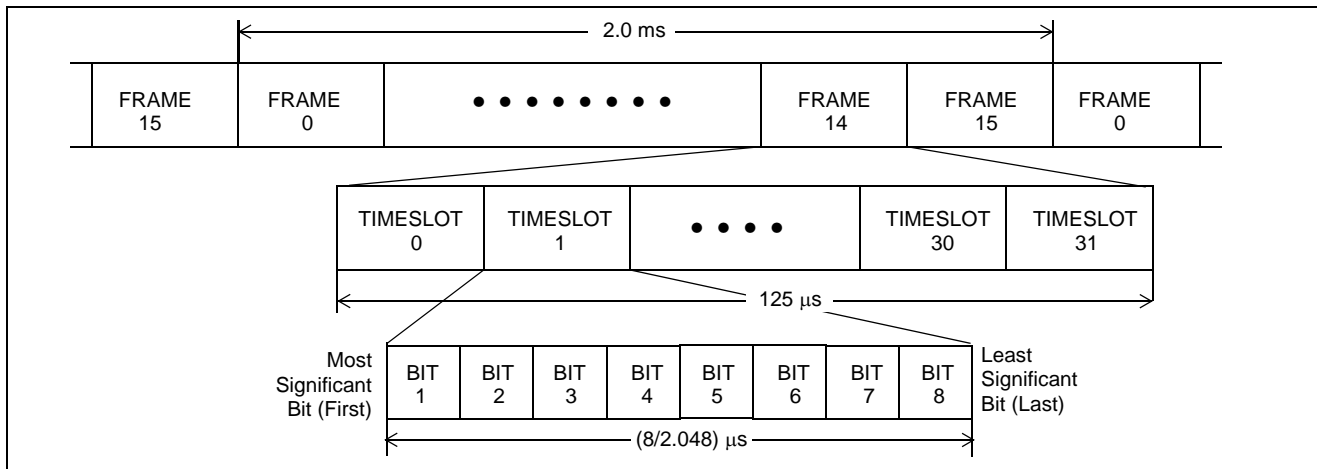 2.0 ms
FRAME 15
FRAME 0
• • • • • • • •
FRAME 14
FRAME 15
FRAME 0
TIMESLOT 0
TIMESLOT 1
• • • •
TIMESLOT 30
TIMESLOT 31
125 μs
Most
Significant
Bit (First)
BIT 1
BIT 2
BIT 3
BIT 4
BIT 5
BIT 6
BIT 7
BIT 8
Least
Significant
Bit (Last)
(8/2.048) μs